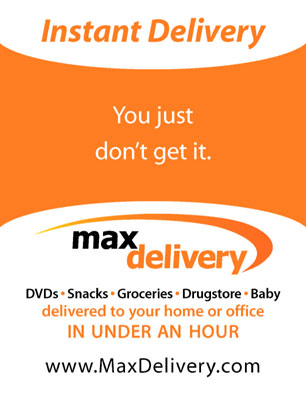 Instant Delivery
You just
don't get it.
max
delivery
DVDs • Snacks • Groceries • Drugstore • Baby
delivered to your home or office
IN UNDER AN HOUR
www.MaxDelivery.com